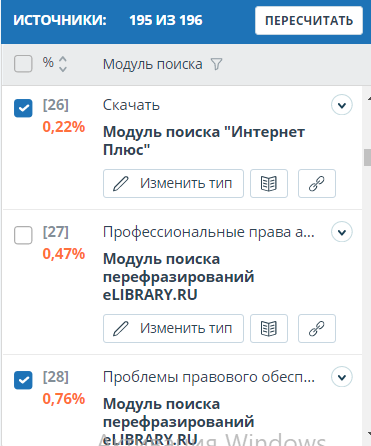 ИСТОЧНИКИ: 195 ИЗ 196 ПЕРЕСЧИТАТЬ
% Модуль поиска
[26] Скачать
0,22% Модуль поиска "Интернет
Плюс"
Изменить тип
[27] Профессиональные права а...
0,47% Модуль поиска
перефразирований
eLIBRARY.RU
Изменить тип
[28] Проблемы правового обесп...
0,76% Модуль поиска
перефразирований
eLIBRARY.RU
Активация Windows